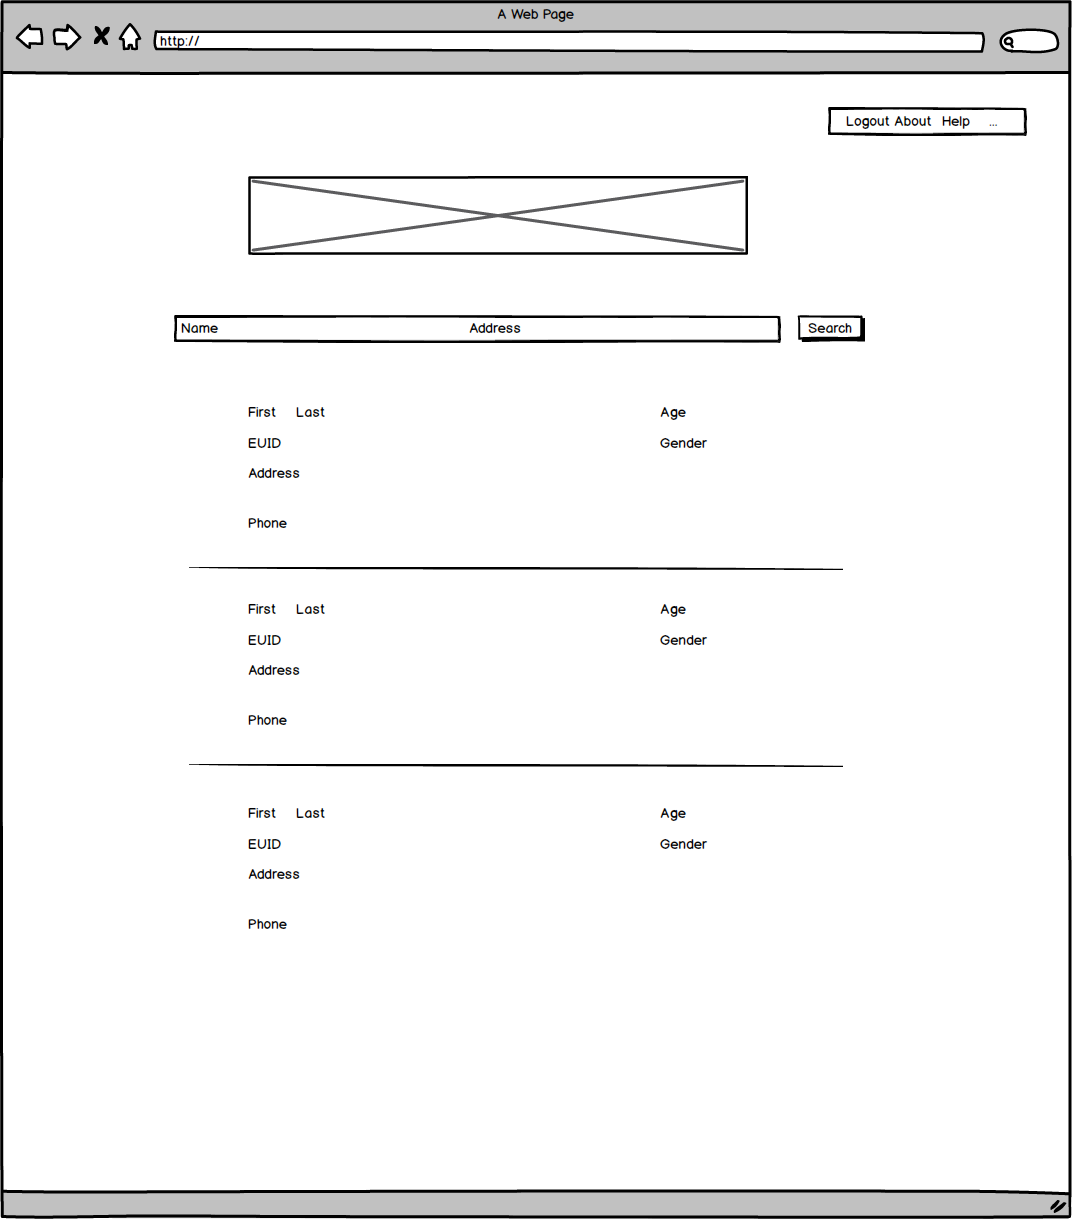 A Web Page
http://
Logout About Help ...
Name Address
Search
First Last Age
EUID Gender
Address
Phone
First Last Age
EUID Gender
Address
Phone
First Last Age
EUID Gender
Address
Phone